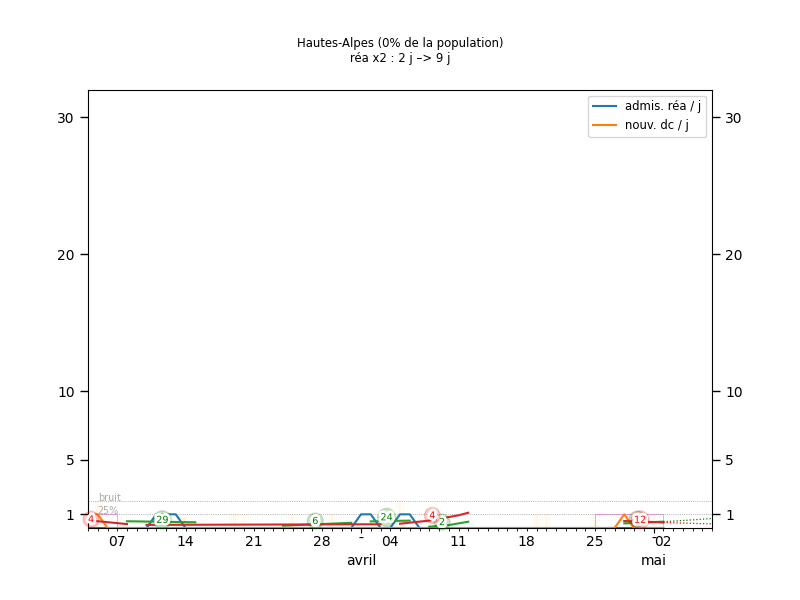 Hautes-Alpes (0% de la population)
réa x2 : 2 j –> 9 j
admis. réa / j
nouv. dc / j
30 30
20 20
10 10
5 5
bruit
25%
1 1
4 29 6 24 4 2 12
07 14 21 28 - 04 11 18 25 - 02
avril mai